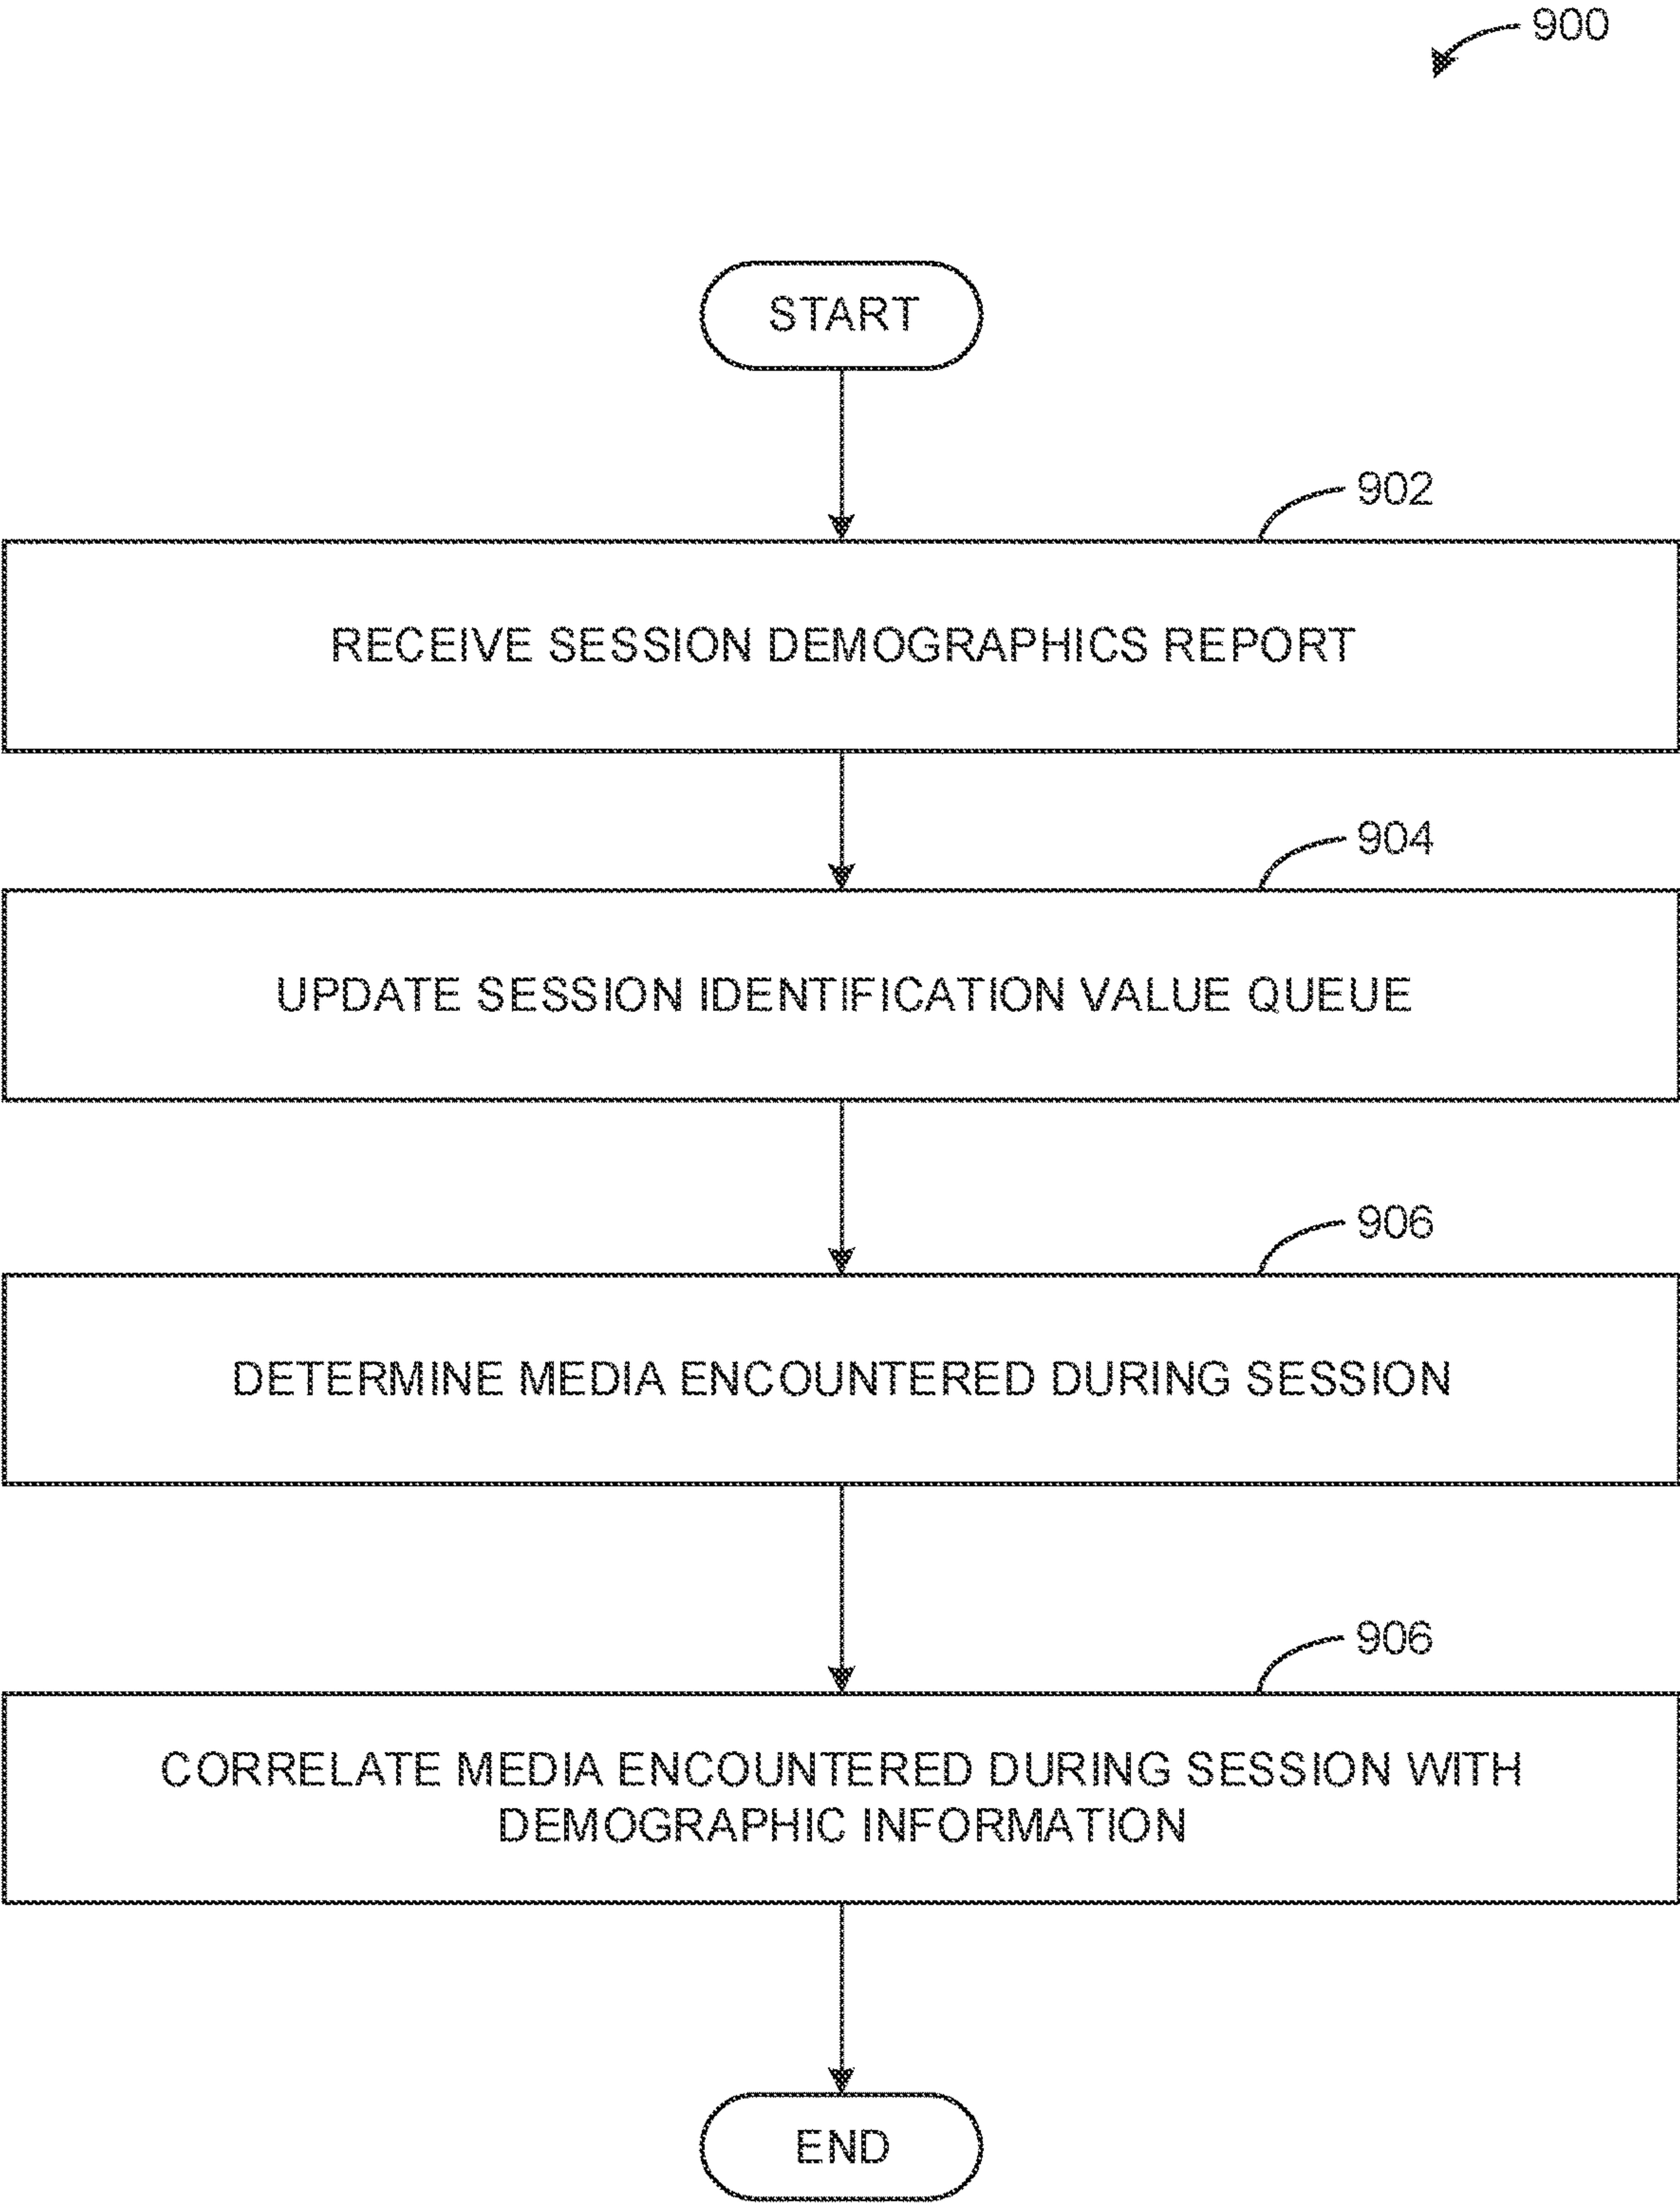 900
START
902
RECEIVE SESSION DEMOGRAPHICS REPORT
904
UPDATE SESSION IDENTIFICATION VALUE QUEUE
906
DETERMINE MEDIA ENCOUNTERED DURING SESSION
906
CORRELATE MEDIA ENCOUNTERED DURING SESSION WITH
DEMOGRAPHIC INFORMATION
END